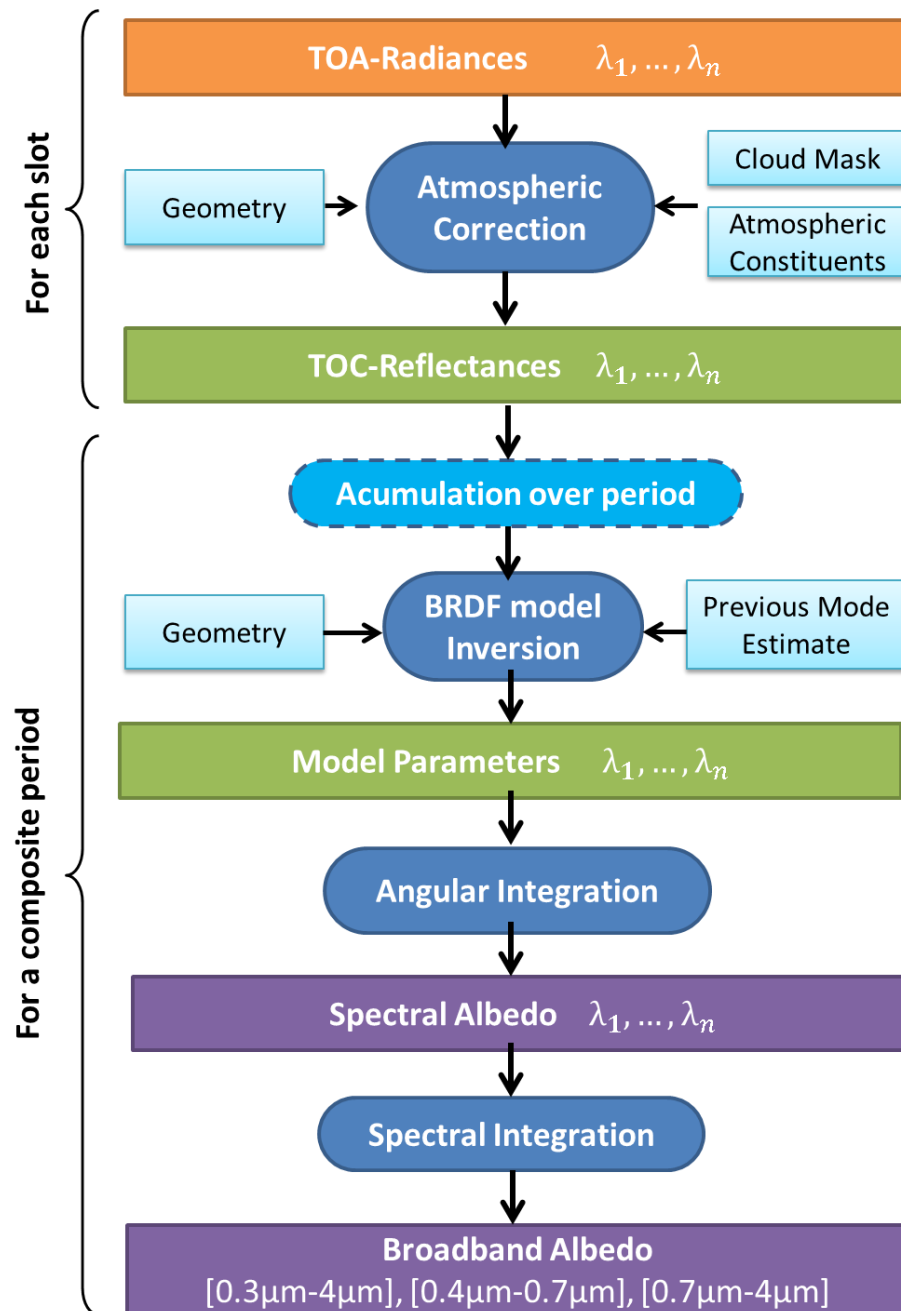 TOA-Radiances λ1, ..., λn
For each slot
Cloud Mask
Geometry
Atmospheric
Correction
Atmospheric
Constituents
TOC-Reflectances λ1, ..., λn
Acumulation over period
For a composite period
Geometry
BRDF model
Inversion
Previous Mode
Estimate
Model Parameters λ1, ..., λn
Angular Integration
Spectral Albedo λ1, ..., λn
Spectral Integration
Broadband Albedo
[0.3µm-4µm], [0.4µm-0.7µm], [0.7µm-4µm]